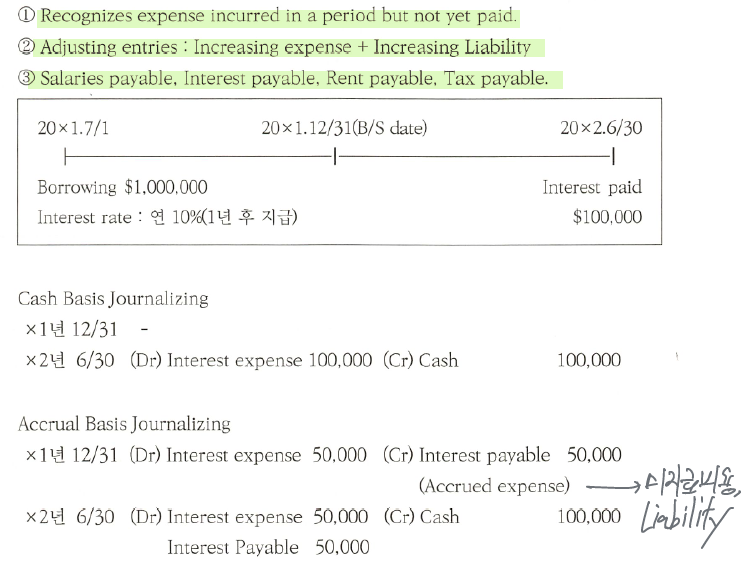 ① Recognizes expense incurred in a period but not yet paid.
② Adjusting entries : Increasing expense + Increasing Liability
③ Salaries payable, Interest payable, Rent payable, Tax payable.
20×1.7/1 20×1.12/31(B/S date) 20×2.6/30
Borrowing $1,000,000 Interest paid
Interest rate : 연 10%(1년 후 지급) $100,000
Cash Basis Journalizing
×1년 12/31 -
×2년 6/30 (Dr) Interest expense 100,000 (Cr) Cash 100,000
Accrual Basis Journalizing
×1년 12/31 (Dr) Interest expense 50,000 (Cr) Interest payable 50,000
(Accrued expense) → 미지급비용,
×2년 6/30 (Dr) Interest expense 50,000 (Cr) Cash 100,000 Liability
Interest Payable 50,000